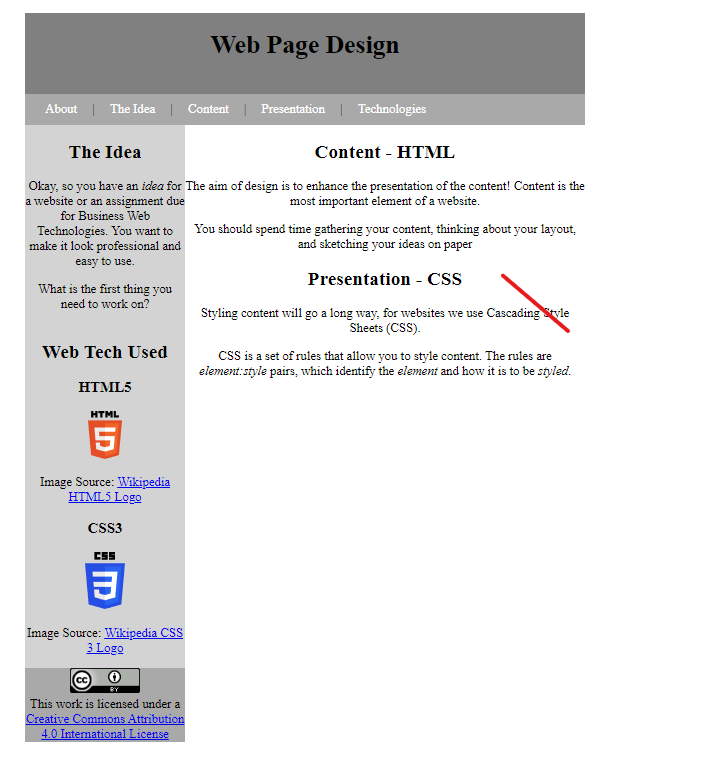 Web Page Design
About | The Idea | Content | Presentation | Technologies
The Idea
Okay, so you have an idea for
a website or an assignment due
for Business Web
Technologies. You want to
make it look professional and
easy to use.
What is the first thing you
need to work on?
Web Tech Used
HTML5
HTML
5
Image Source: Wikipedia
HTML5 Logo
CSS3
CSS
3
Image Source: Wikipedia CSS
3 Logo
cc
BY
This work is licensed under a
Creative Commons Attribution
4.0 International License
Content - HTML
The aim of design is to enhance the presentation of the content! Content is the
most important element of a website.
You should spend time gathering your content, thinking about your layout,
and sketching your ideas on paper
Presentation - CSS
Styling content will go a long way, for websites we use Cascading Style
Sheets (CSS).
CSS is a set of rules that allow you to style content. The rules are
element:style pairs, which identify the element and how it is to be styled.